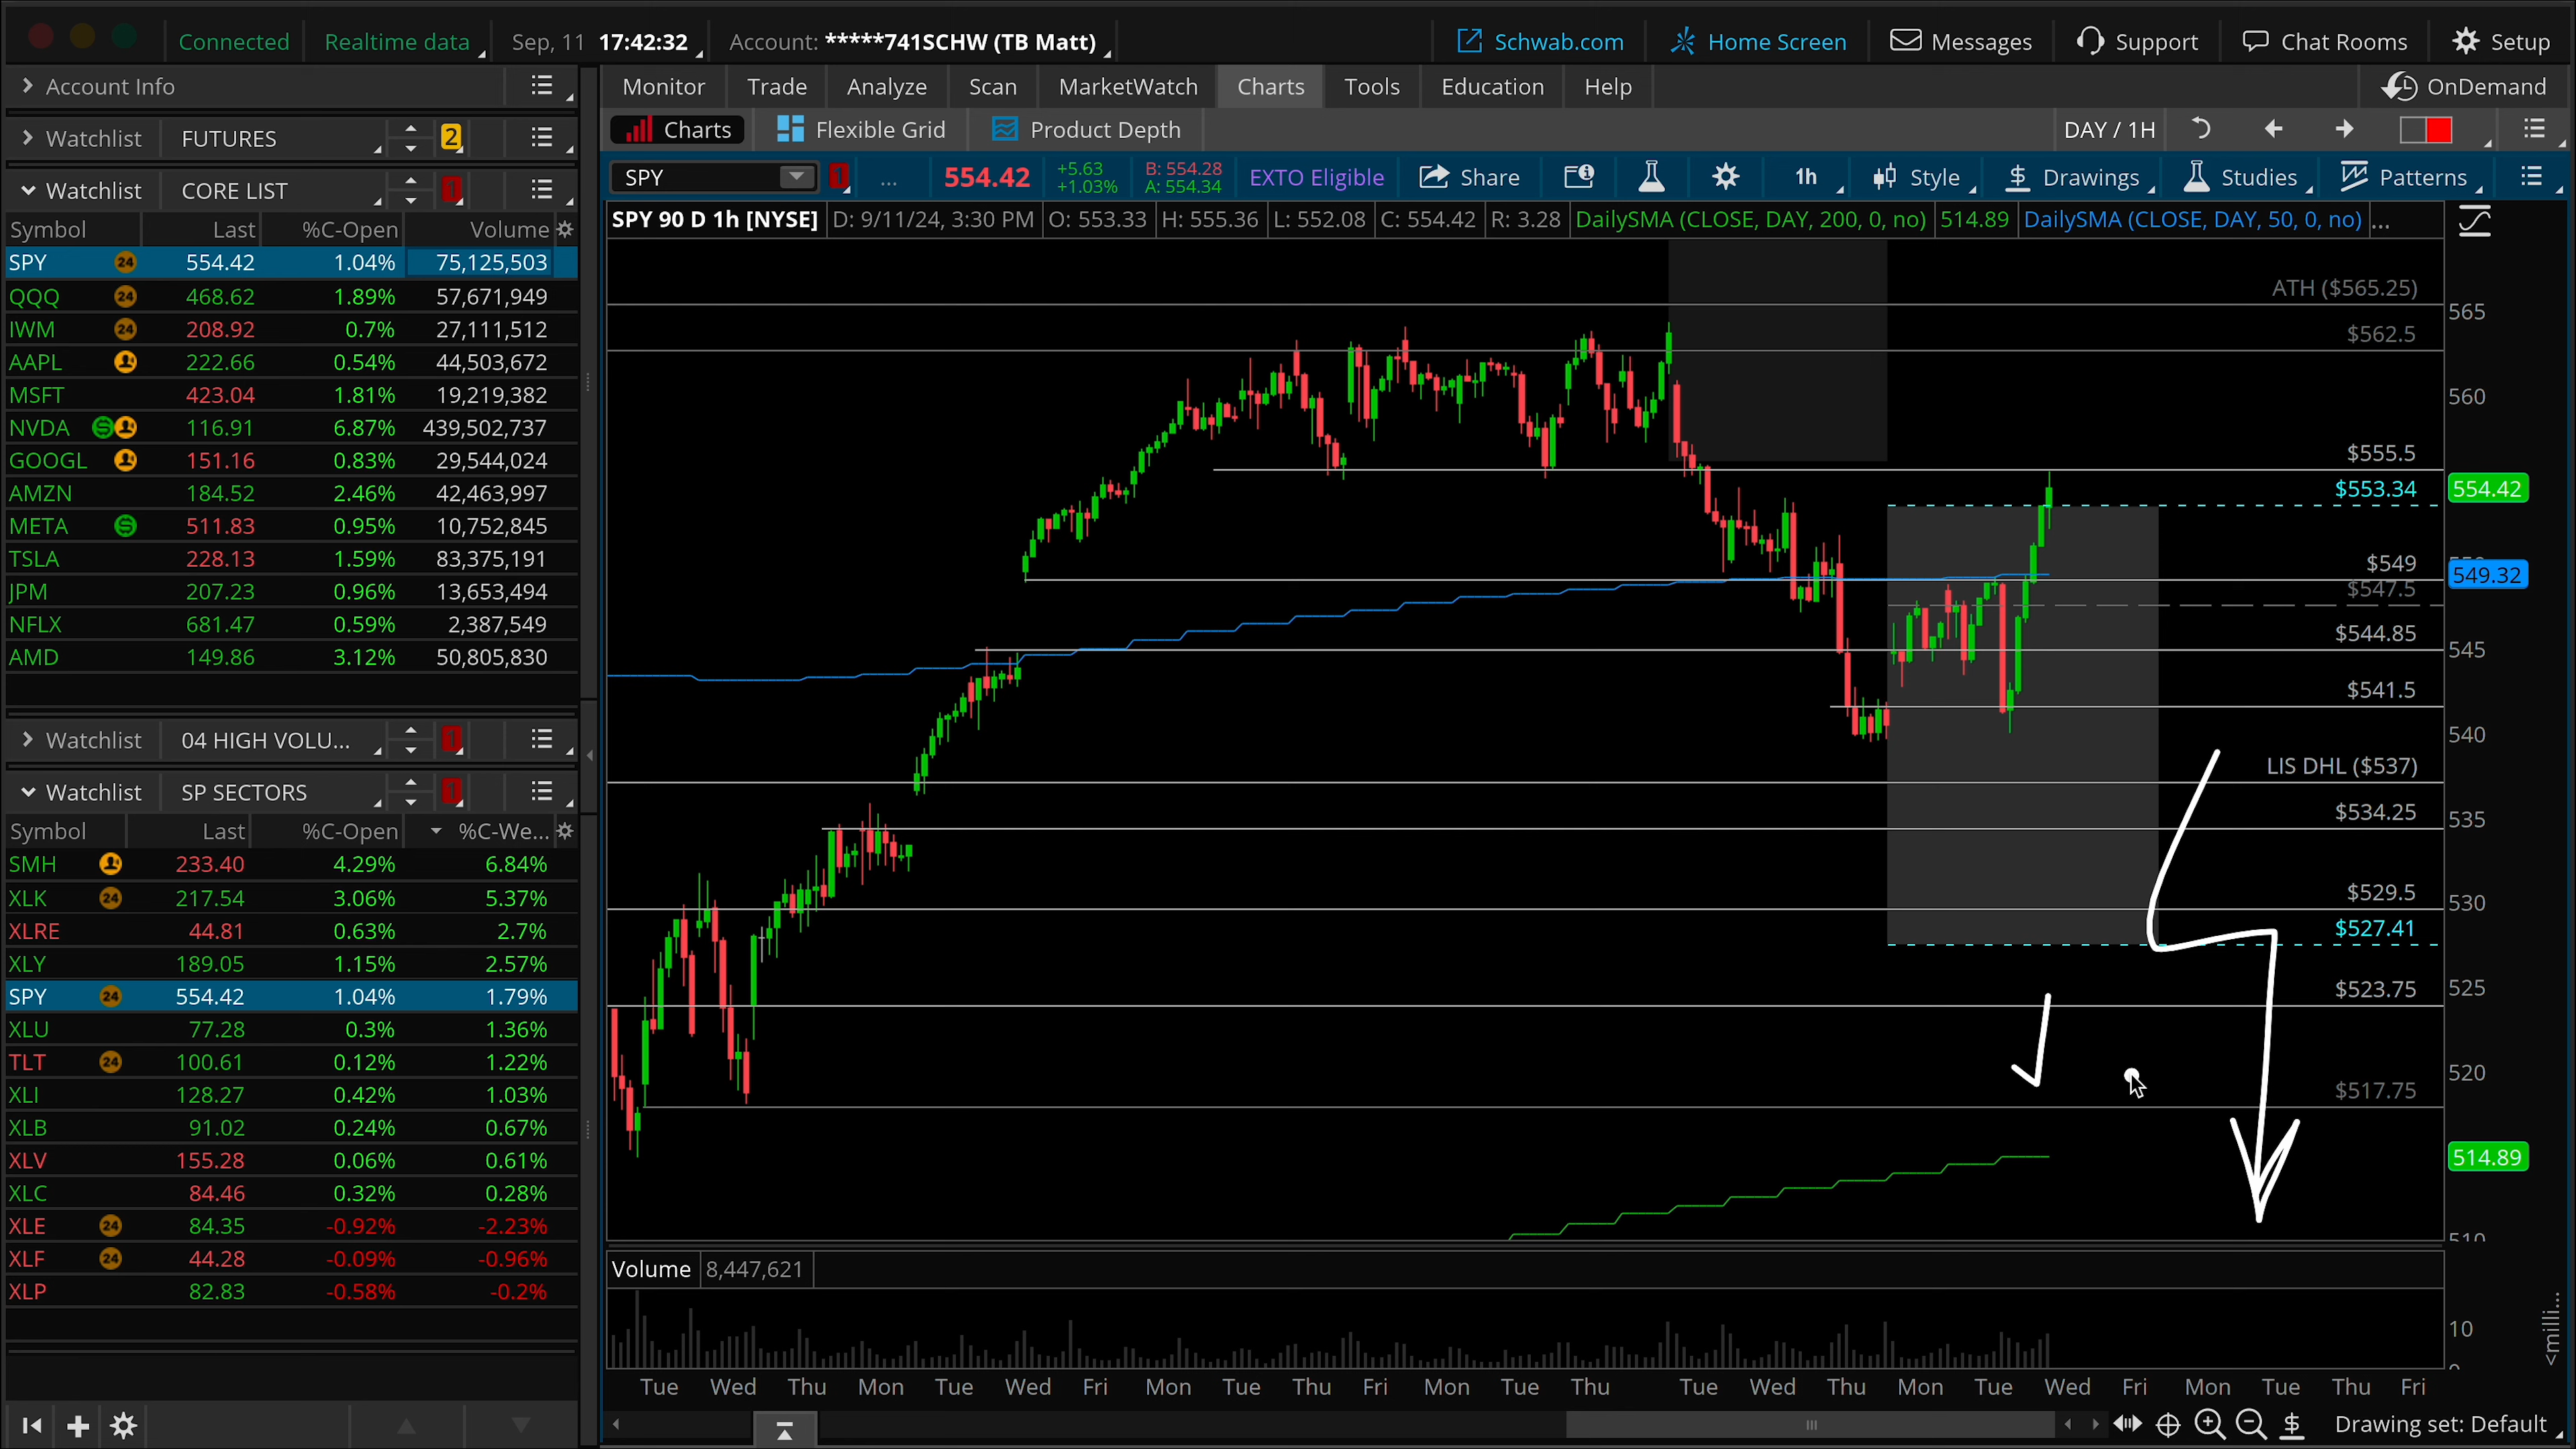 Connected Realtime data Sep, 11 17:42:32 Account: *****741SCHW (TB Matt) Schwab.com Home Screen Messages Support Chat Rooms Setup
Account Info
Monitor Trade Analyze Scan MarketWatch Charts Tools Education Help OnDemand
Watchlist FUTURES 2
Charts Flexible Grid Product Depth DAY / 1H
Watchlist CORE LIST 1
SPY 1 ... 554.42 +5.63 +1.03% B: 554.28 A: 554.34 EXTO Eligible Share 1h Style Drawings Studies Patterns
SPY 90 D 1h [NYSE] D: 9/11/24, 3:30 PM O: 553.33 H: 555.36 L: 552.08 C: 554.42 R: 3.28 DailySMA (CLOSE, DAY, 200, 0, no) 514.89 DailySMA (CLOSE, DAY, 50, 0, no) ...
Symbol Last %C-Open Volume
SPY 24 554.42 1.04% 75,125,503
QQQ 24 468.62 1.89% 57,671,949
IWM 24 208.92 0.7% 27,111,512
AAPL 222.66 0.54% 44,503,672
MSFT 423.04 1.81% 19,219,382
NVDA S 116.91 6.87% 439,502,737
GOOGL 151.16 0.83% 29,544,024
AMZN 184.52 2.46% 42,463,997
META S 511.83 0.95% 10,752,845
TSLA 228.13 1.59% 83,375,191
JPM 207.23 0.96% 13,653,494
NFLX 681.47 0.59% 2,387,549
AMD 149.86 3.12% 50,805,830
Watchlist 04 HIGH VOLU... 1
Watchlist SP SECTORS 1
Symbol Last %C-Open %C-We...
SMH 233.40 4.29% 6.84%
XLK 24 217.54 3.06% 5.37%
XLRE 44.81 0.63% 2.7%
XLY 189.05 1.15% 2.57%
SPY 24 554.42 1.04% 1.79%
XLU 77.28 0.3% 1.36%
TLT 24 100.61 0.12% 1.22%
XLI 128.27 0.42% 1.03%
XLB 91.02 0.24% 0.67%
XLV 155.28 0.06% 0.61%
XLC 84.46 0.32% 0.28%
XLE 24 84.35 -0.92% -2.23%
XLF 24 44.28 -0.09% -0.96%
XLP 82.83 -0.58% -0.2%
ATH ($565.25)
565
$562.5
560
$555.5
$553.34 554.42
$549
549.32
$547.5
$544.85
545
$541.5
540
LIS DHL ($537)
$534.25
535
$529.5
530
$527.41
$523.75
525
520
$517.75
514.89
510
Volume 8,447,621
10
<milli...
Tue Wed Thu Mon Tue Wed Fri Mon Tue Thu Fri Mon Tue Thu Tue Wed Thu Mon Tue Wed Fri Mon Tue Thu Fri
Drawing set: Default